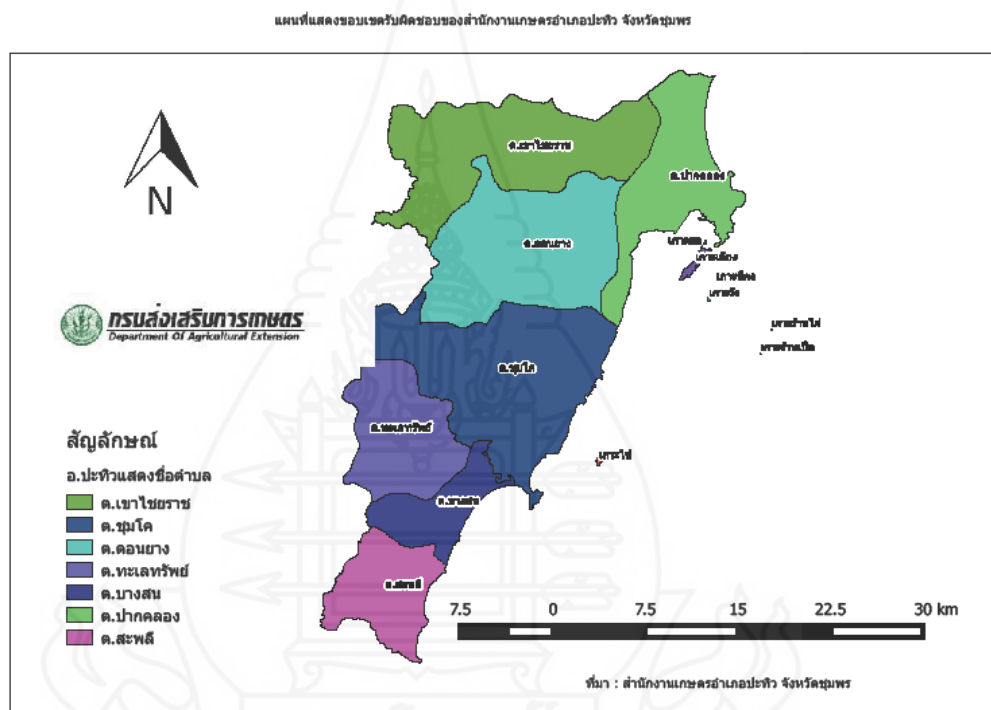 แผนที่แสดงขอบเขตรับผิดชอบของสำนักงานเกษตรอำเภอปะทิว จังหวัดชุมพร
ต.เขาไชยราช
ต.ปากคลอง
ต.ดอนยาง
เกาะเวียง
N
กรมส่งเสริมการเกษตร
Department Of Agricultural Extension
ต.ชุมโค
ต.ทะเลทรัพย์
เกาะไข่
ต.บางสน
ต.สะพลี
สัญลักษณ์
อ.ปะทิวแสดงชื่อตำบล
ต.เขาไชยราช
ต.ชุมโค
ต.ดอนยาง
ต.ทะเลทรัพย์
ต.บางสน
ต.ปากคลอง
ต.สะพลี
7.5 0 7.5 15 22.5 30 km
ที่มา : สำนักงานเกษตรอำเภอปะทิว จังหวัดชุมพร